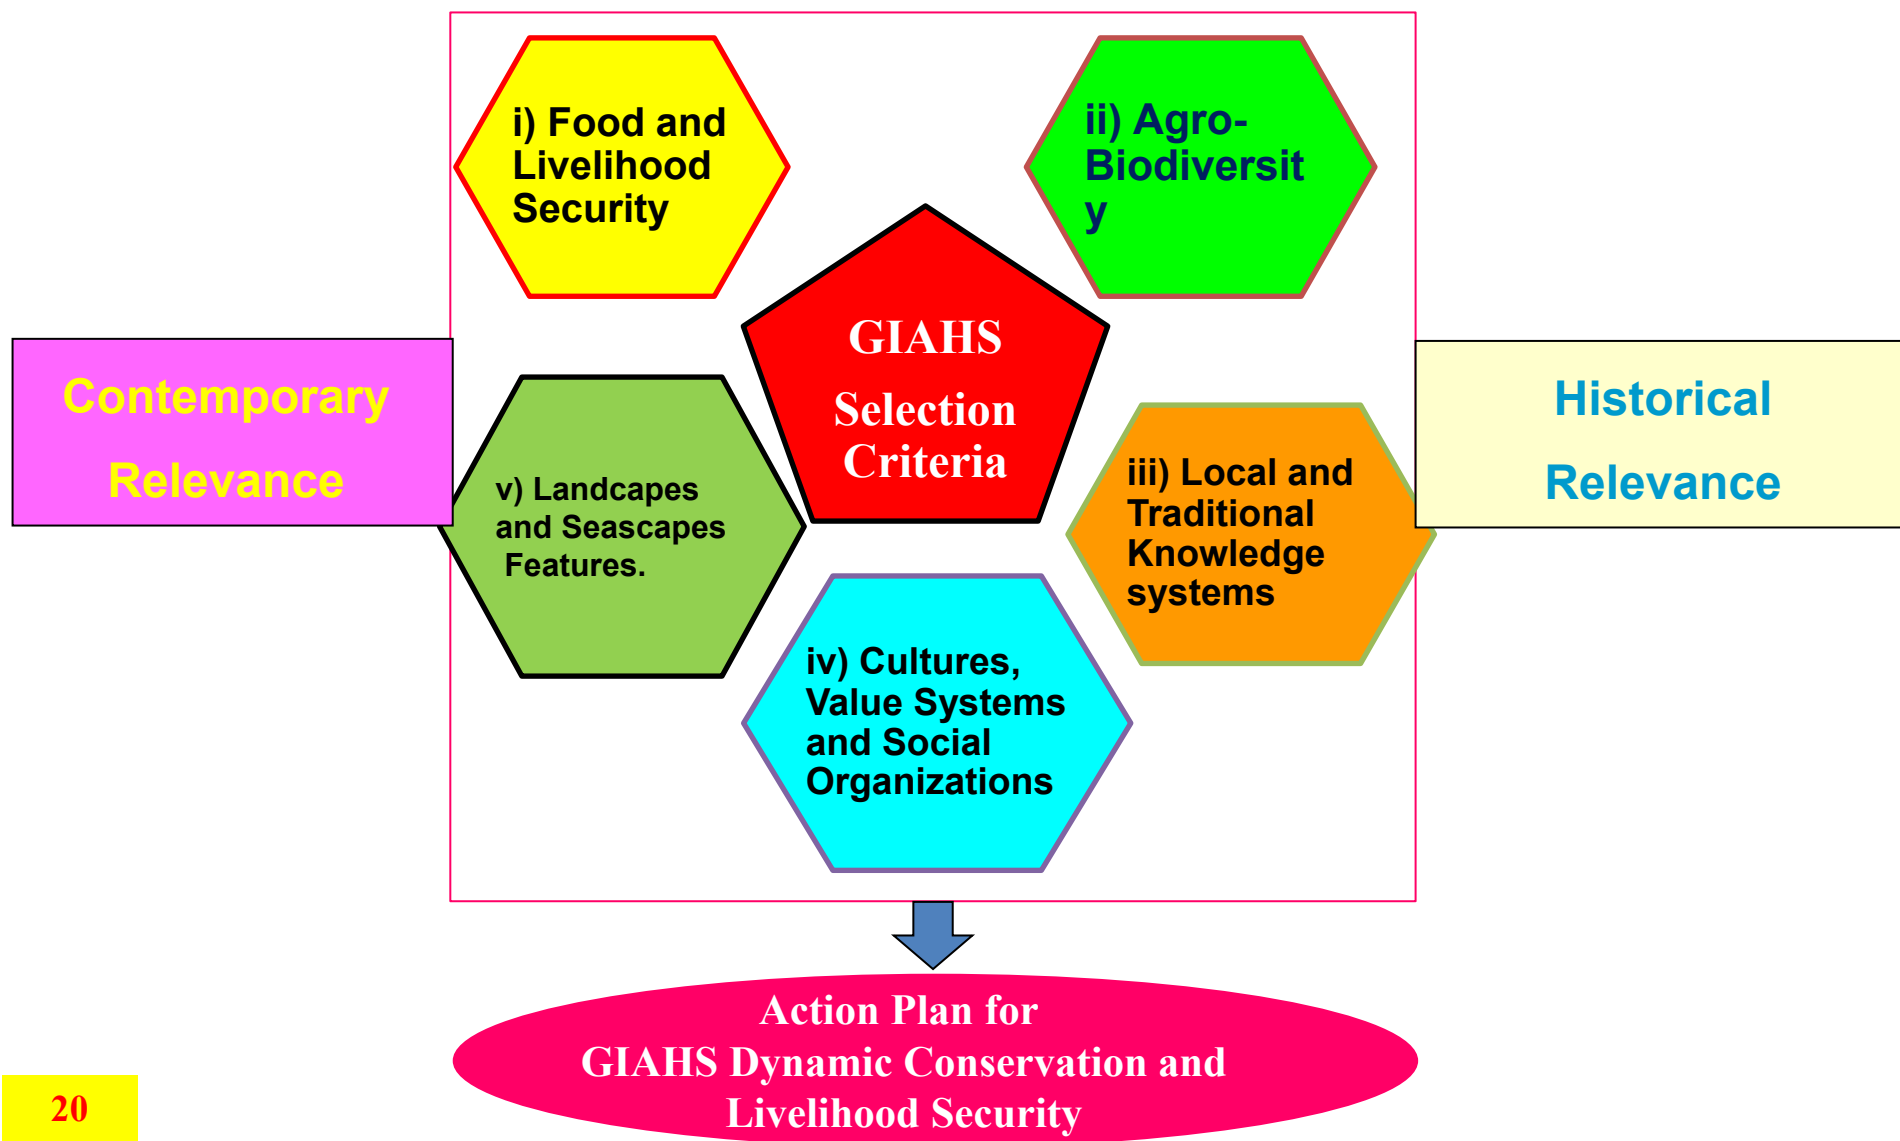 i) Food and
Livelihood
Security
ii) Agro-
Biodiversit
y
GIAHS
Selection
Criteria
Contemporary
Relevance
Historical
Relevance
v) Landcapes
and Seascapes
Features.
iii) Local and
Traditional
Knowledge
systems
iv) Cultures,
Value Systems
and Social
Organizations
Action Plan for
GIAHS Dynamic Conservation and
Livelihood Security
20